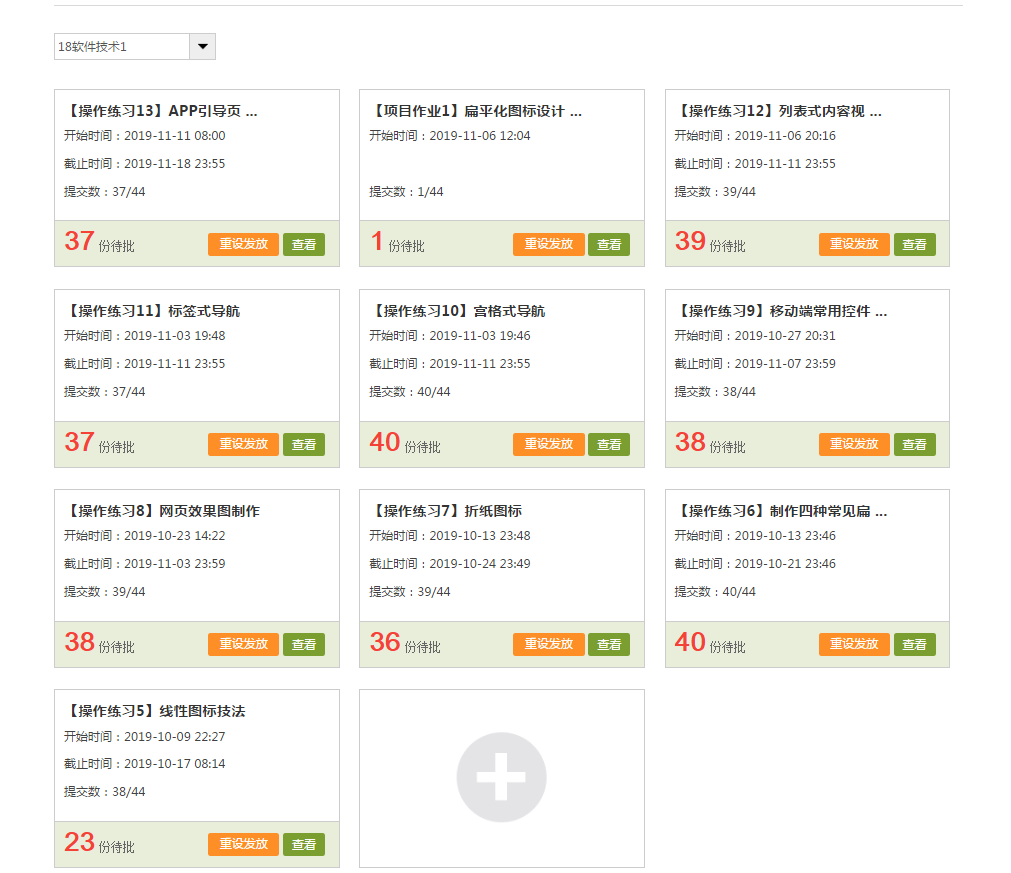 18软件技术1
【操作练习13】APP引导页 ...
开始时间：2019-11-11 08:00
截止时间：2019-11-18 23:55
提交数：37/44
37 份待批 重设发放 查看
【项目作业1】扁平化图标设计 ...
开始时间：2019-11-06 12:04
提交数：1/44
1 份待批 重设发放 查看
【操作练习12】列表式内容视 ...
开始时间：2019-11-06 20:16
截止时间：2019-11-11 23:55
提交数：39/44
39 份待批 重设发放 查看
【操作练习11】标签式导航
开始时间：2019-11-03 19:48
截止时间：2019-11-11 23:55
提交数：37/44
37 份待批 重设发放 查看
【操作练习10】宫格式导航
开始时间：2019-11-03 19:46
截止时间：2019-11-11 23:55
提交数：40/44
40 份待批 重设发放 查看
【操作练习9】移动端常用控件 ...
开始时间：2019-10-27 20:31
截止时间：2019-11-07 23:59
提交数：38/44
38 份待批 重设发放 查看
【操作练习8】网页效果图制作
开始时间：2019-10-23 14:22
截止时间：2019-11-03 23:59
提交数：39/44
38 份待批 重设发放 查看
【操作练习7】折纸图标
开始时间：2019-10-13 23:48
截止时间：2019-10-24 23:49
提交数：39/44
36 份待批 重设发放 查看
【操作练习6】制作四种常见扁 ...
开始时间：2019-10-13 23:46
截止时间：2019-10-21 23:46
提交数：40/44
40 份待批 重设发放 查看
【操作练习5】线性图标技法
开始时间：2019-10-09 22:27
截止时间：2019-10-17 08:14
提交数：38/44
23 份待批 重设发放 查看